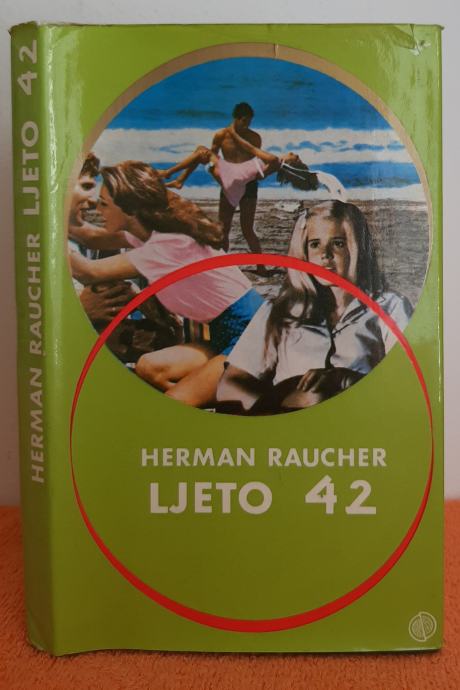 HERMAN RAUCHER LJETO 42
HERMAN RAUCHER
LJETO 42